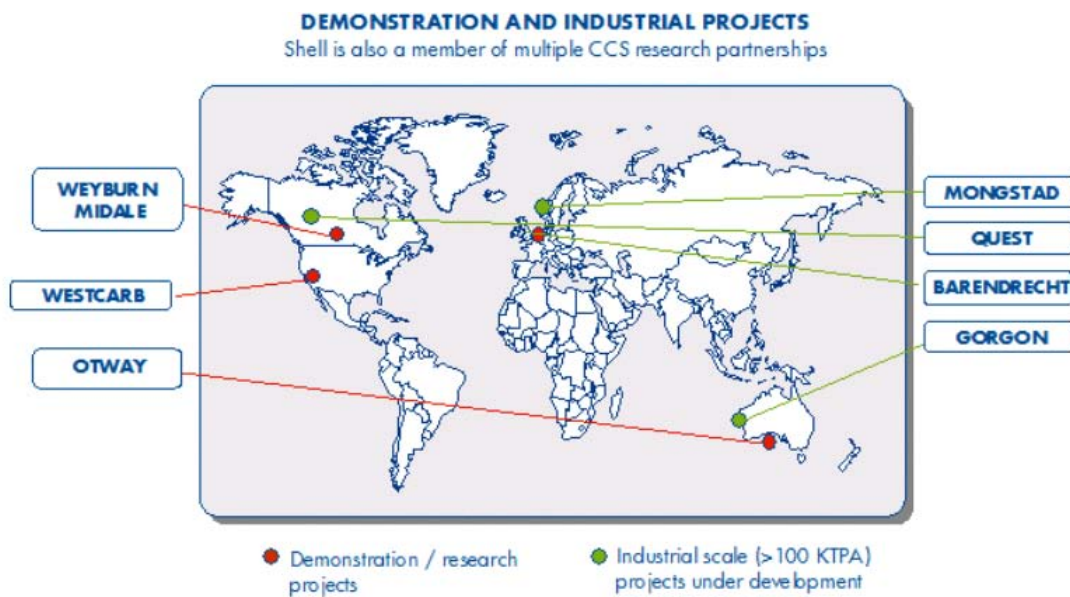 DEMONSTRATION AND INDUSTRIAL PROJECTS
Shell is also a member of multiple CCS research partnerships
WEYBURN
MIDALE
WESTCARB
OTWAY
MONGSTAD
QUEST
BARENDRECHT
GORGON
Demonstration / research
projects
Industrial scale (>100 KTPA)
projects under development